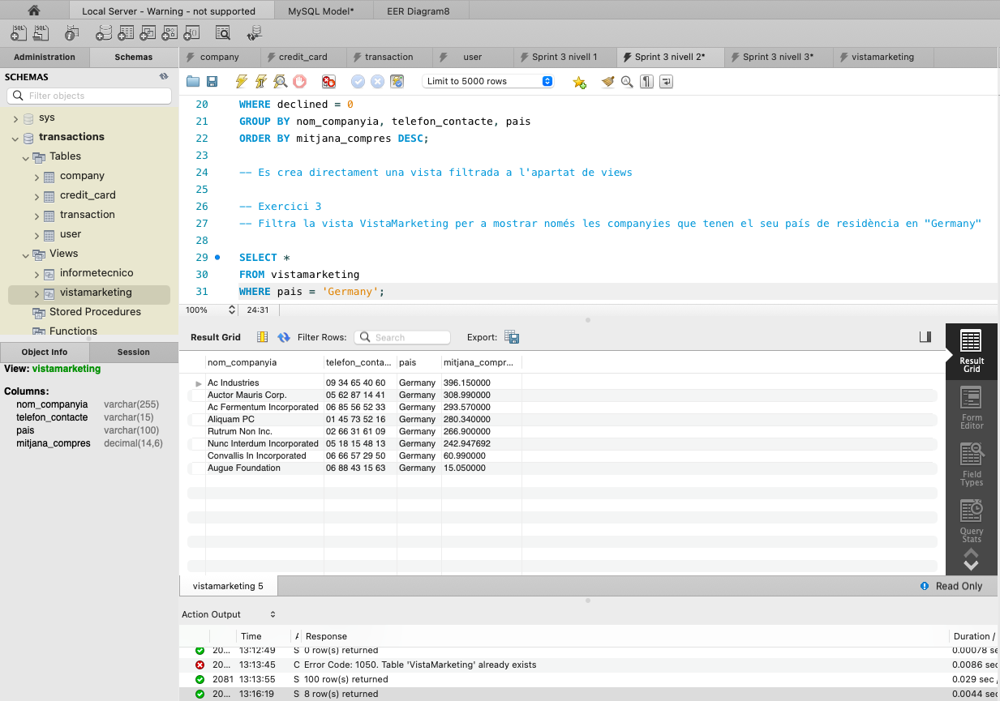 Local Server - Warning - not supported
MySQL Model*
EER Diagram8
Administration
Schemas
company
credit_card
transaction
user
Sprint 3 nivell 1
Sprint 3 nivell 2*
Sprint 3 nivell 3*
vistamarketing
SCHEMAS
Filter objects
sys
transactions
Tables
company
credit_card
transaction
user
Views
informetecnico
vistamarketing
Stored Procedures
Functions
Object Info
Session
View: vistamarketing
Columns:
nom_companyia varchar(255)
telefon_contacte varchar(15)
pais varchar(100)
mitjana_compres decimal(14,6)
Limit to 5000 rows
20 WHERE declined = 0
21 GROUP BY nom_companyia, telefon_contacte, pais
22 ORDER BY mitjana_compres DESC;
23
24 -- Es crea directament una vista filtrada a l'apartat de views
25
26 -- Exercici 3
27 -- Filtra la vista VistaMarketing per a mostrar només les companyies que tenen el seu país de residència en "Germany"
28
29 SELECT *
30 FROM vistamarketing
31 WHERE pais = 'Germany';
100% 24:31
Result Grid Filter Rows: Search Export:
nom_companyia telefon_conta... pais mitjana_compr...
Ac Industries 09 34 65 40 60 Germany 396.150000
Auctor Mauris Corp. 05 62 87 14 41 Germany 308.990000
Ac Fermentum Incorporated 06 85 56 52 33 Germany 293.570000
Aliquam PC 01 45 73 52 16 Germany 280.340000
Rutrum Non Inc. 02 66 31 61 09 Germany 266.900000
Nunc Interdum Incorporated 05 18 15 48 13 Germany 242.947692
Convallis In Incorporated 06 66 57 29 50 Germany 60.990000
Augue Foundation 06 88 43 15 63 Germany 15.050000
Result
Grid
Form
Editor
Field
Types
Query
Stats
vistamarketing 5
Read Only
Action Output
Time A Response Duration /
20... 13:12:49 S 0 row(s) returned 0.00078 se
20... 13:13:45 C Error Code: 1050. Table 'VistaMarketing' already exists 0.0086 sec
2081 13:13:55 S 100 row(s) returned 0.029 sec /
20... 13:16:19 S 8 row(s) returned 0.0044 sec